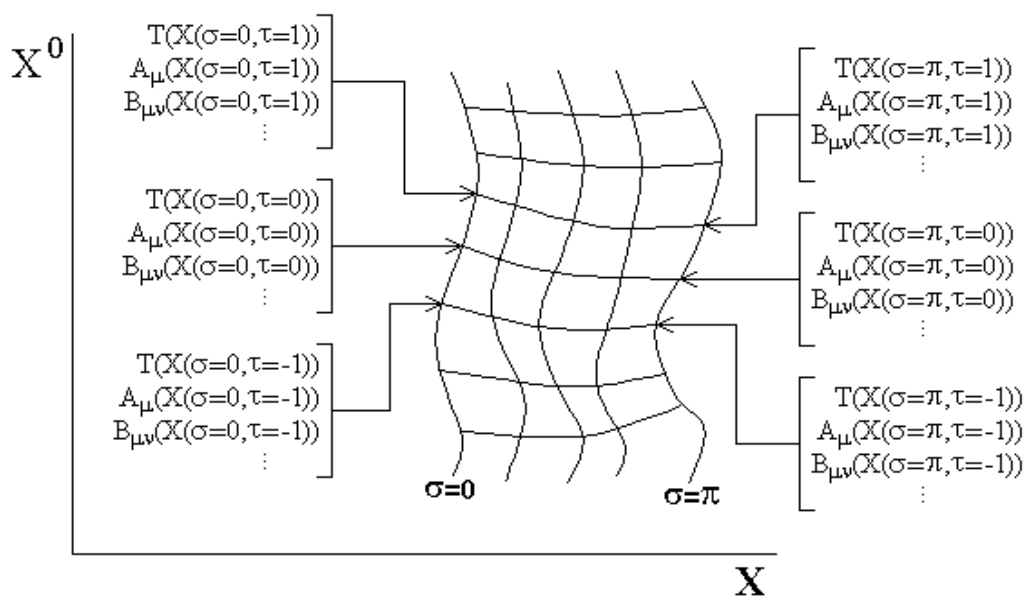 X⁰
T(X(σ=0,τ=1))
A_μ(X(σ=0,τ=1))
B_μν(X(σ=0,τ=1))
⋮
T(X(σ=0,τ=0))
A_μ(X(σ=0,τ=0))
B_μν(X(σ=0,τ=0))
⋮
T(X(σ=0,τ=-1))
A_μ(X(σ=0,τ=-1))
B_μν(X(σ=0,τ=-1))
⋮
T(X(σ=π,τ=1))
A_μ(X(σ=π,τ=1))
B_μν(X(σ=π,τ=1))
⋮
T(X(σ=π,τ=0))
A_μ(X(σ=π,τ=0))
B_μν(X(σ=π,τ=0))
⋮
T(X(σ=π,τ=-1))
A_μ(X(σ=π,τ=-1))
B_μν(X(σ=π,τ=-1))
⋮
σ=0
σ=π
X